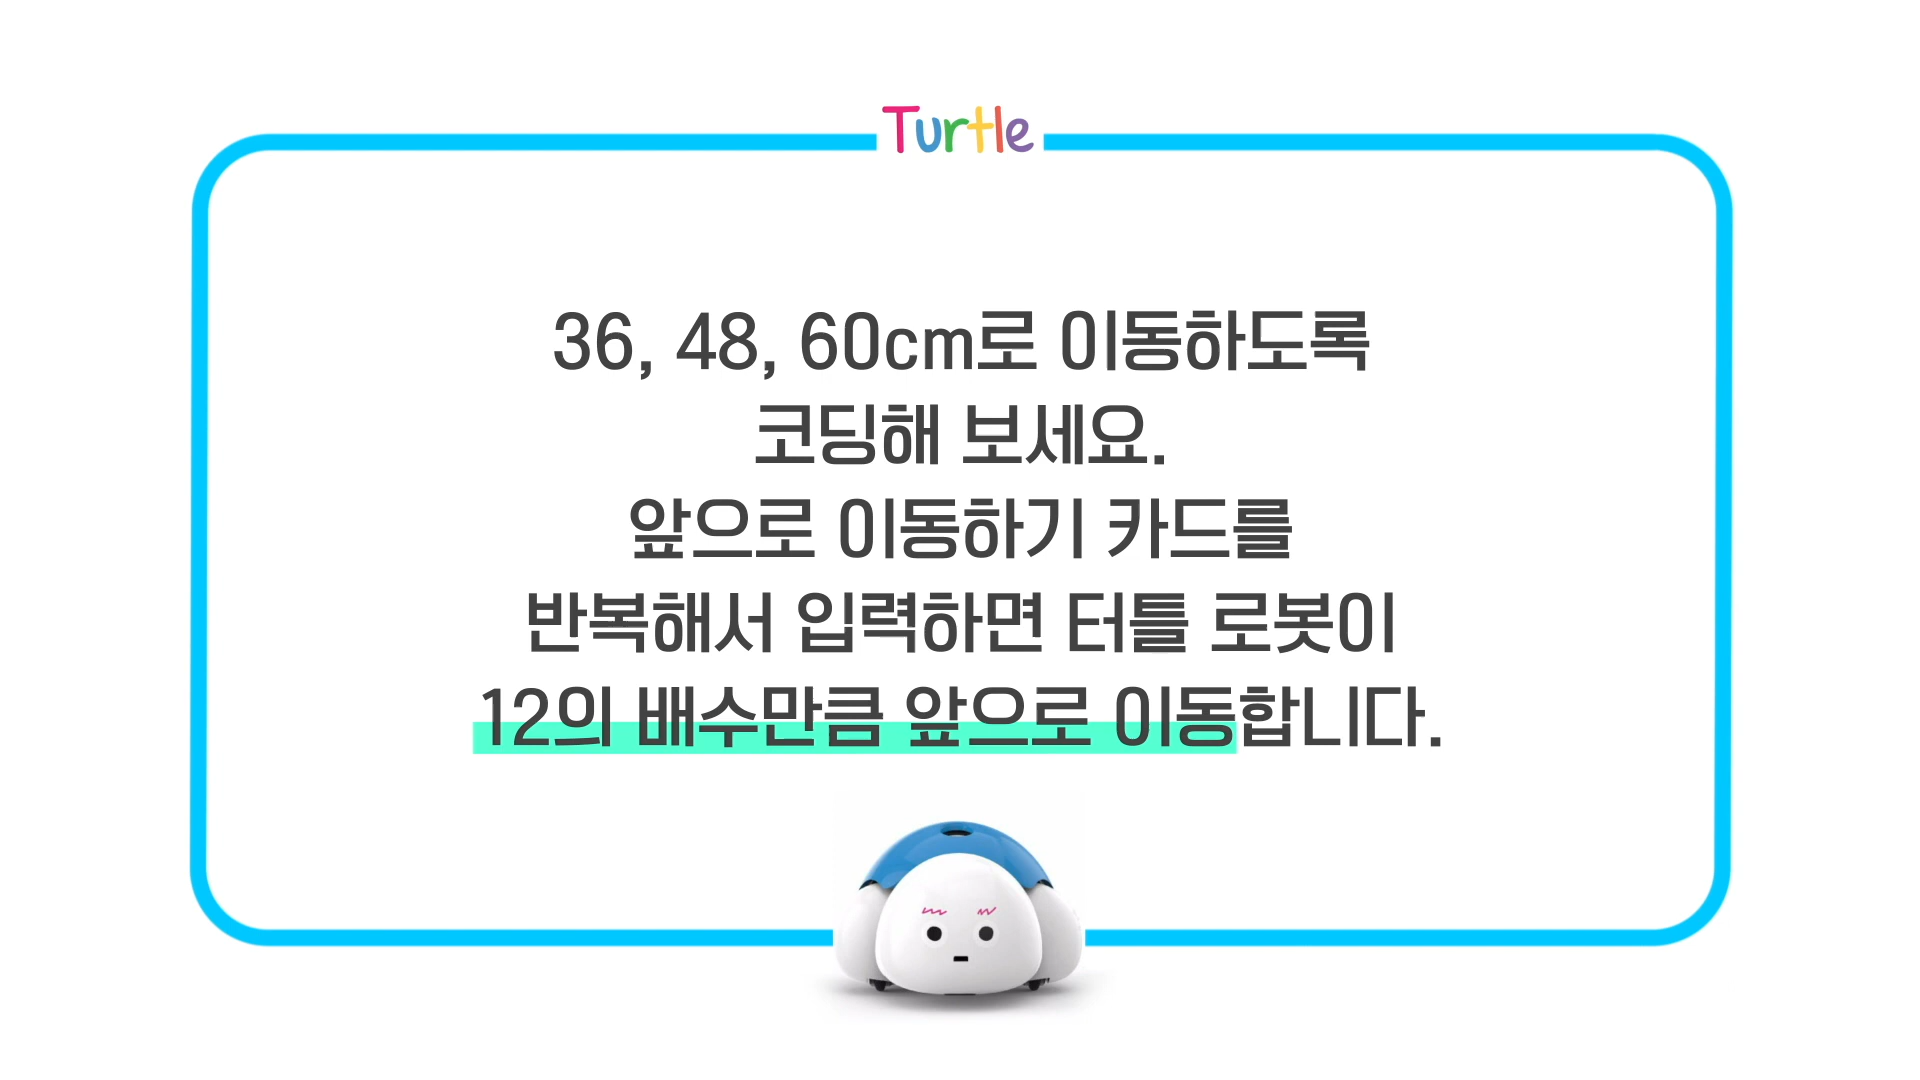 Turtle
36, 48, 60cm로 이동하도록
코딩해 보세요.
앞으로 이동하기 카드를
반복해서 입력하면 터틀 로봇이
12의 배수만큼 앞으로 이동합니다.